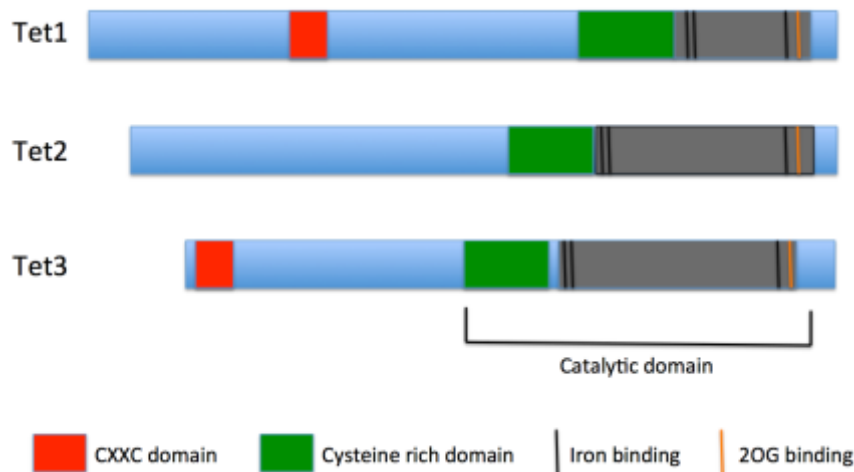 Tet1
Tet2
Tet3
Catalytic domain
CXXC domain Cysteine rich domain Iron binding 2OG binding